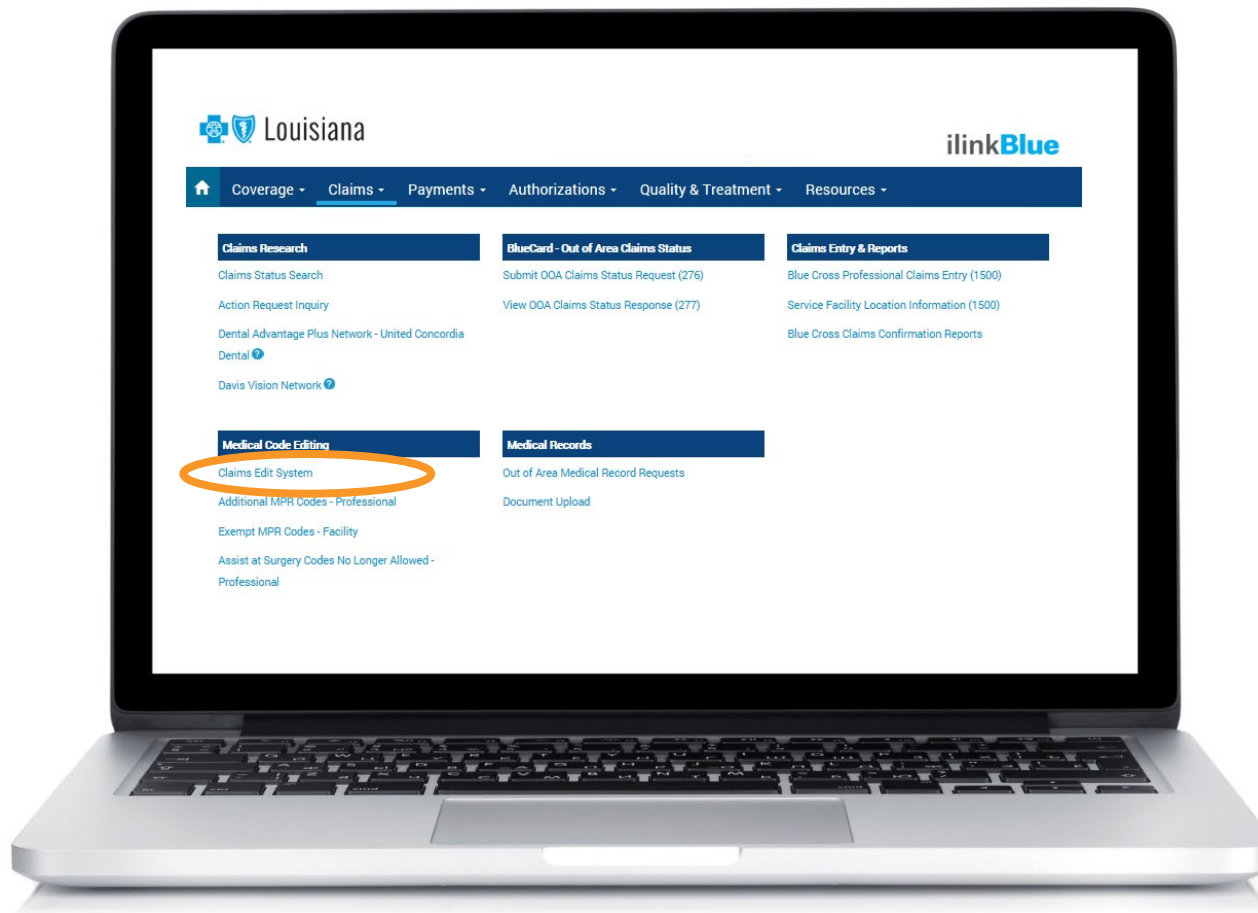 Louisiana
ilinkBlue
Coverage Claims Payments Authorizations Quality & Treatment Resources
Claims Research
Claims Status Search
Action Request Inquiry
Dental Advantage Plus Network - United Concordia
Dental ?
Davis Vision Network ?
BlueCard - Out of Area Claims Status
Submit OOA Claims Status Request (276)
View OOA Claims Status Response (277)
Claims Entry & Reports
Blue Cross Professional Claims Entry (1500)
Service Facility Location Information (1500)
Blue Cross Claims Confirmation Reports
Medical Code Editing
Claims Edit System
Additional MPR Codes - Professional
Exempt MPR Codes - Facility
Assist at Surgery Codes No Longer Allowed -
Professional
Medical Records
Out of Area Medical Record Requests
Document Upload